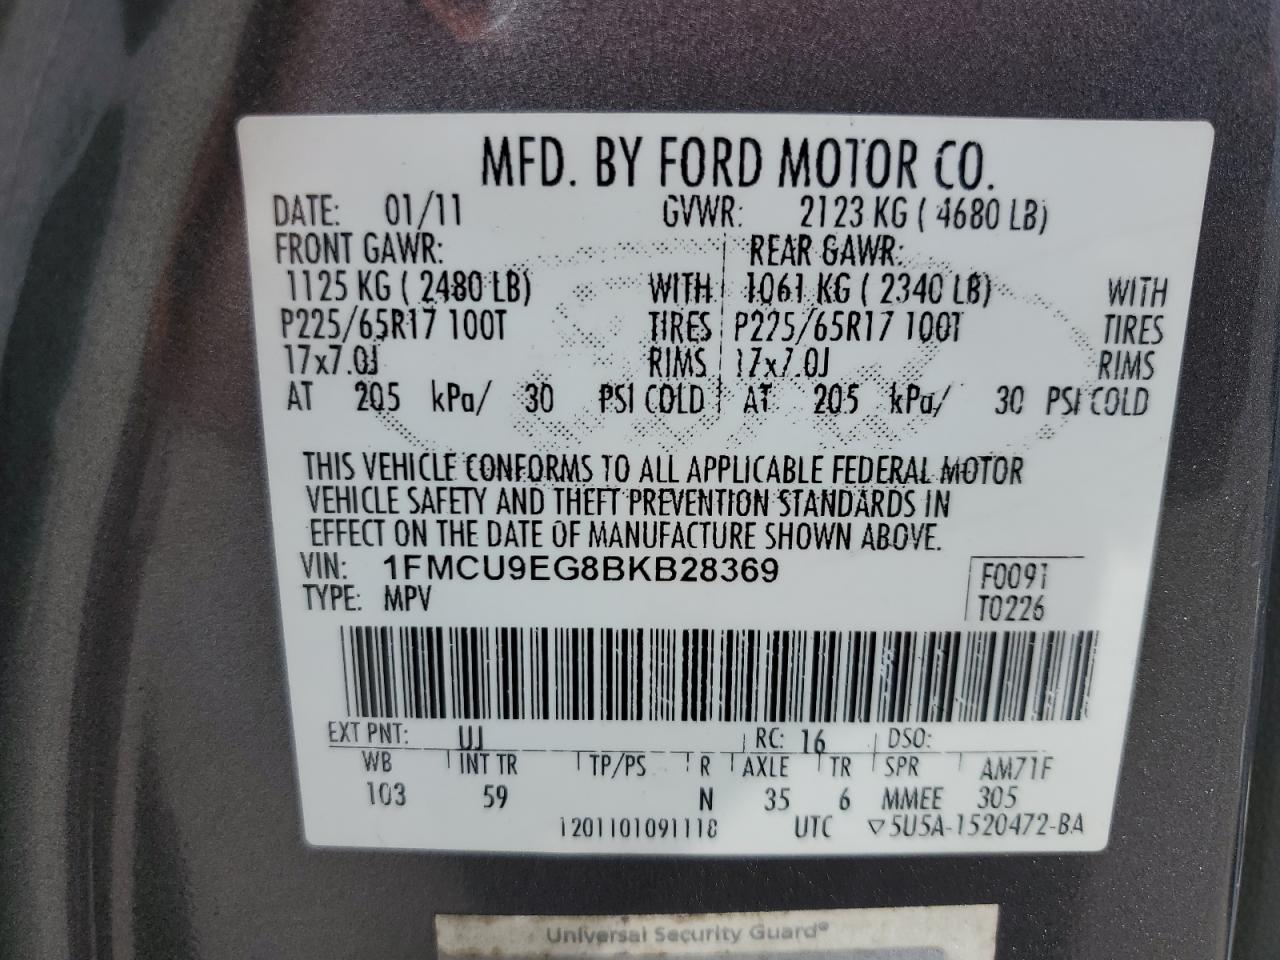 MFD. BY FORD MOTOR CO.
DATE: 01/11 GVWR: 2123 KG ( 4680 LB)
FRONT GAWR: REAR GAWR:
1125 KG ( 2480 LB) WITH 1061 KG ( 2340 LB) WITH
P225/65R17 100T TIRES P225/65R17 100T TIRES
17x7.0J RIMS 17x7.0J RIMS
AT 205 kPa/ 30 PSI COLD AT 205 kPa/ 30 PSI COLD
THIS VEHICLE CONFORMS TO ALL APPLICABLE FEDERAL MOTOR
VEHICLE SAFETY AND THEFT PREVENTION STANDARDS IN
EFFECT ON THE DATE OF MANUFACTURE SHOWN ABOVE.
VIN: 1FMCU9EG8BKB28369 F0091
TYPE: MPV T0226
EXT PNT: UJ RC: 16 DSO:
WB INT TR TP/PS R AXLE TR SPR AM71F
103 59 N 35 6 MMEE 305
1201101091118 UTC ▽5U5A-1520472-BA
Universal Security Guard®